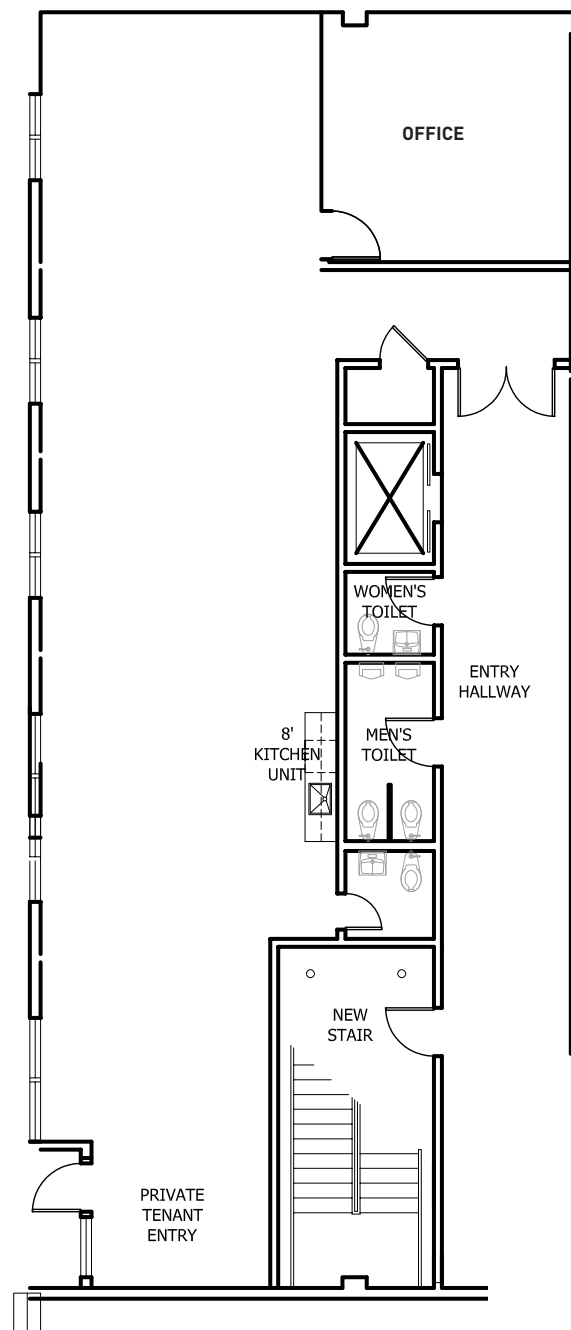 OFFICE
WOMEN'S
TOILET
ENTRY
HALLWAY
8'
KITCHEN
UNIT
MEN'S
TOILET
NEW
STAIR
PRIVATE
TENANT
ENTRY